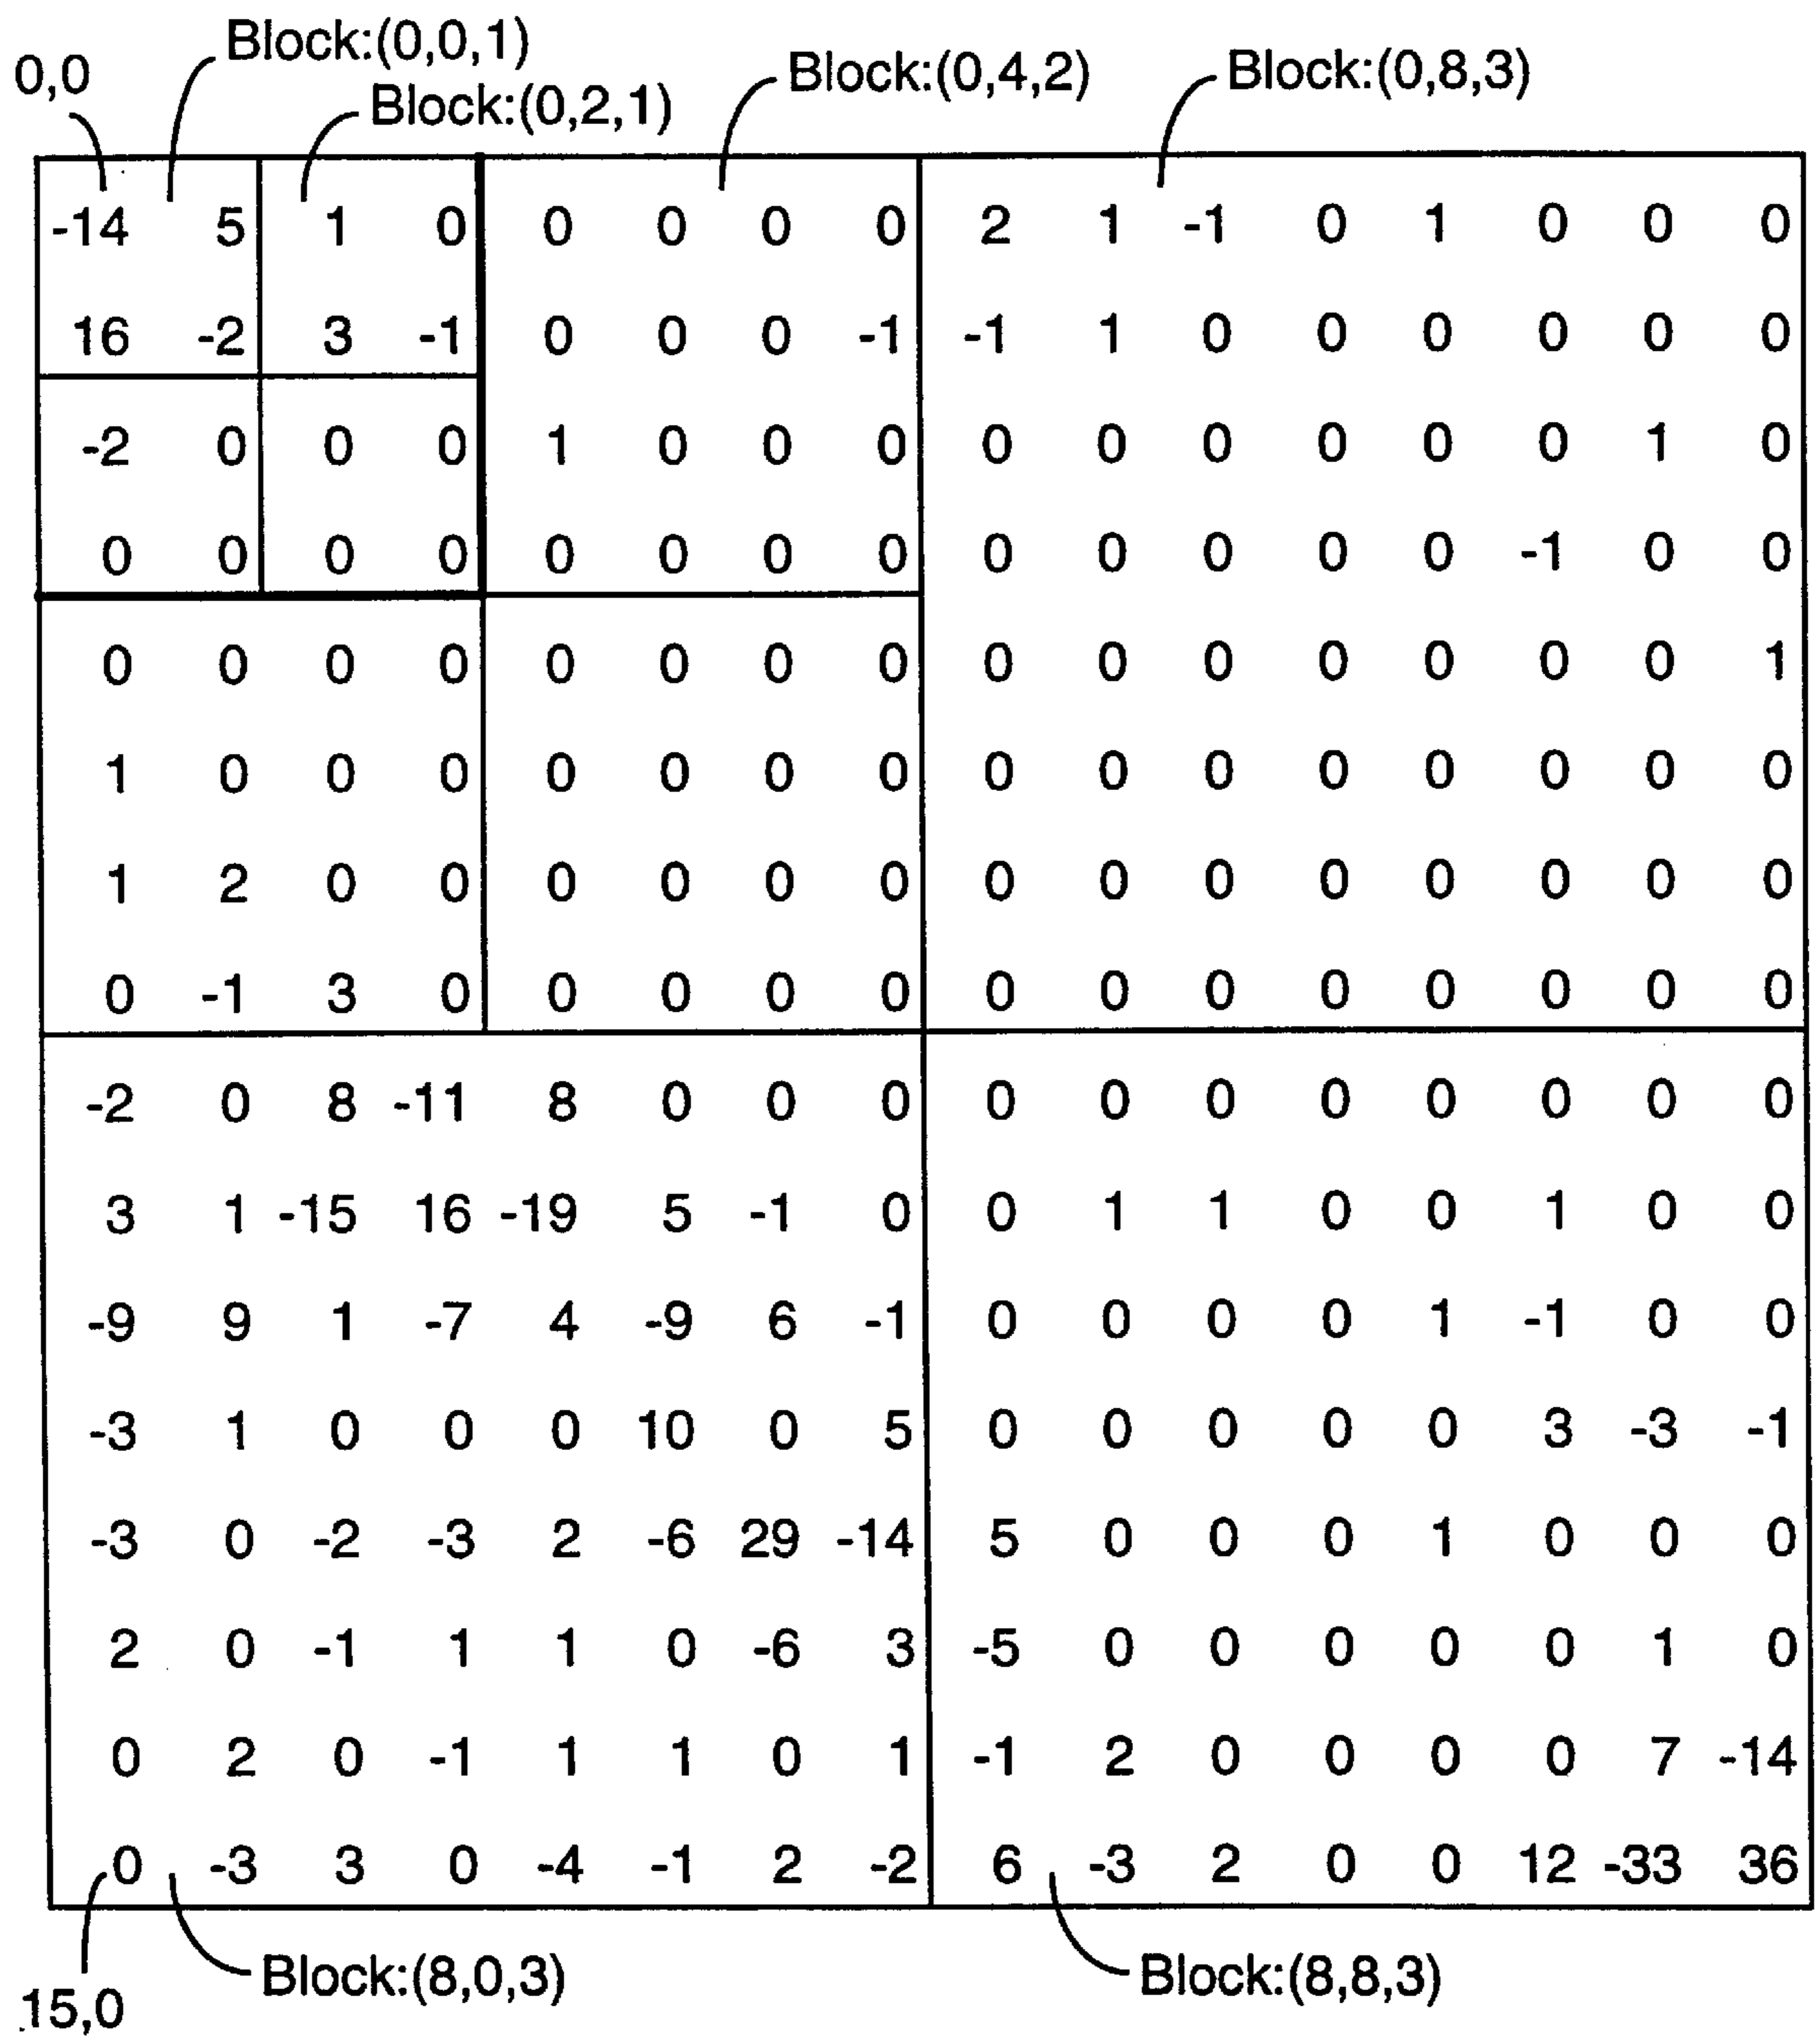 Block:(0,0,1)
0,0
Block:(0,2,1)
Block:(0,4,2)
Block:(0,8,3)
-14 5 1 0 0 0 0 0 2 1 -1 0 1 0 0 0
16 -2 3 -1 0 0 0 -1 -1 1 0 0 0 0 0 0
-2 0 0 0 1 0 0 0 0 0 0 0 0 0 1 0
0 0 0 0 0 0 0 0 0 0 0 0 0 -1 0 0
0 0 0 0 0 0 0 0 0 0 0 0 0 0 0 1
1 0 0 0 0 0 0 0 0 0 0 0 0 0 0 0
1 2 0 0 0 0 0 0 0 0 0 0 0 0 0 0
0 -1 3 0 0 0 0 0 0 0 0 0 0 0 0 0
-2 0 8 -11 8 0 0 0 0 0 0 0 0 0 0 0
3 1 -15 16 -19 5 -1 0 0 1 1 0 0 1 0 0
-9 9 1 -7 4 -9 6 -1 0 0 0 0 1 -1 0 0
-3 1 0 0 0 10 0 5 0 0 0 0 0 3 -3 -1
-3 0 -2 -3 2 -6 29 -14 5 0 0 0 1 0 0 0
2 0 -1 1 1 0 -6 3 -5 0 0 0 0 0 1 0
0 2 0 -1 1 1 0 1 -1 2 0 0 0 0 7 -14
0 -3 3 0 -4 -1 2 -2 6 -3 2 0 0 12 -33 36
Block:(8,0,3)
Block:(8,8,3)
15,0